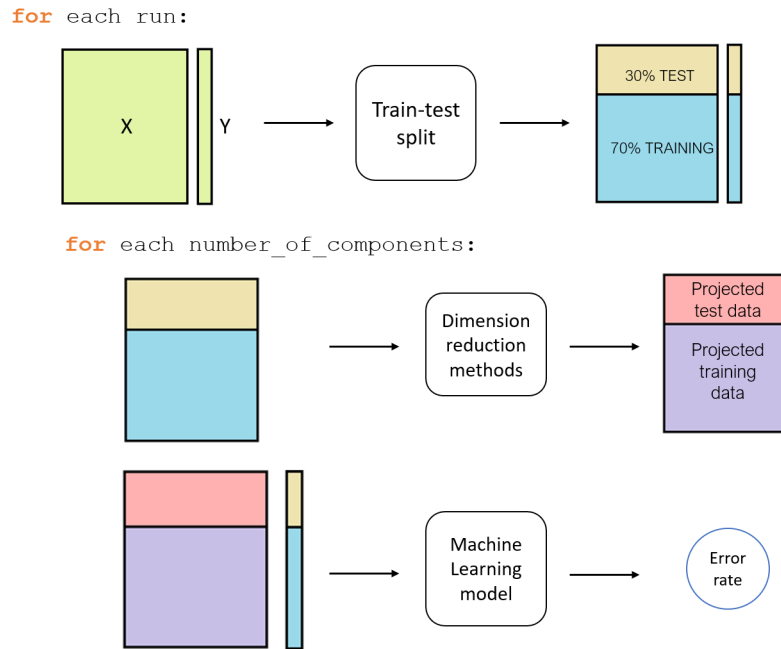 for each run:
X
Y
Train-test
split
30% TEST
70% TRAINING
for each number_of_components:
Dimension
reduction
methods
Projected
test data
Projected
training
data
Machine
Learning
model
Error
rate